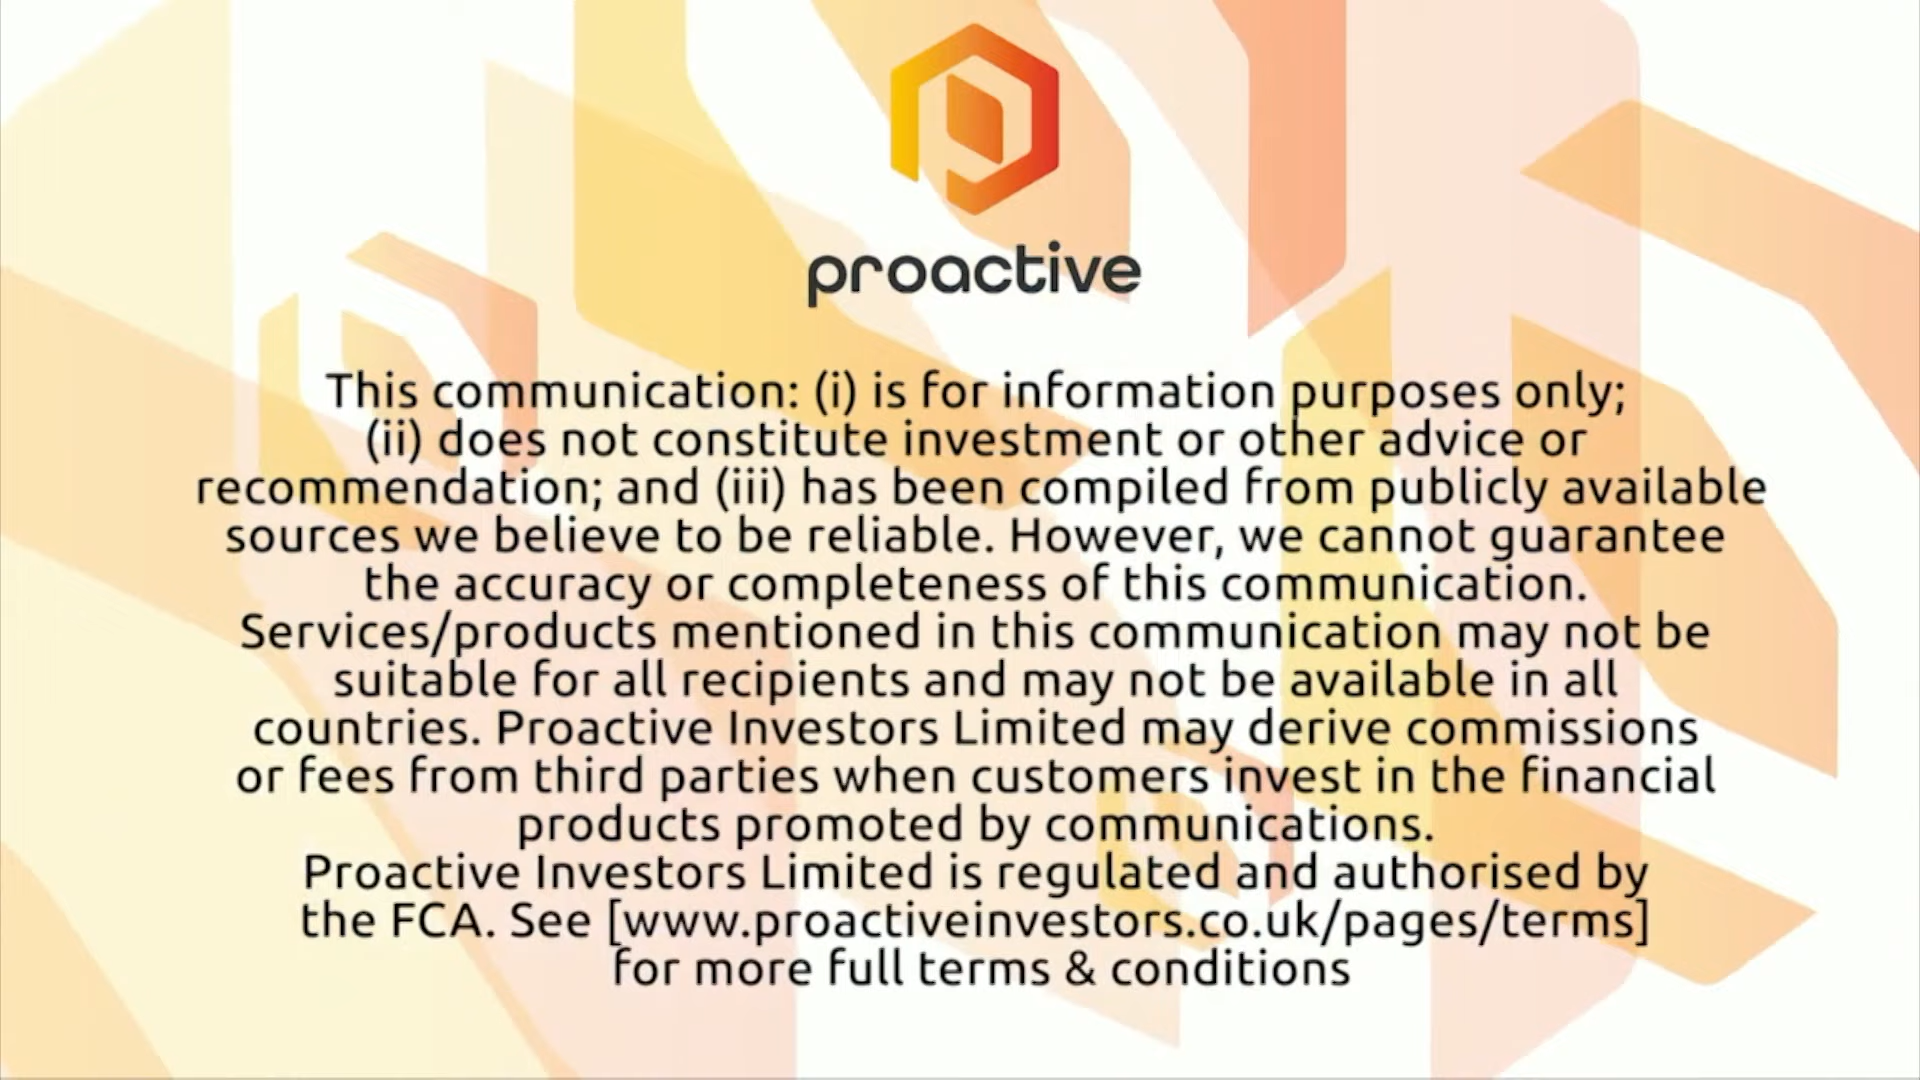 proactive
This communication: (i) is for information purposes only;
(ii) does not constitute investment or other advice or
recommendation; and (iii) has been compiled from publicly available
sources we believe to be reliable. However, we cannot guarantee
the accuracy or completeness of this communication.
Services/products mentioned in this communication may not be
suitable for all recipients and may not be available in all
countries. Proactive Investors Limited may derive commissions
or fees from third parties when customers invest in the financial
products promoted by communications.
Proactive Investors Limited is regulated and authorised by
the FCA. See [www.proactiveinvestors.co.uk/pages/terms]
for more full terms & conditions